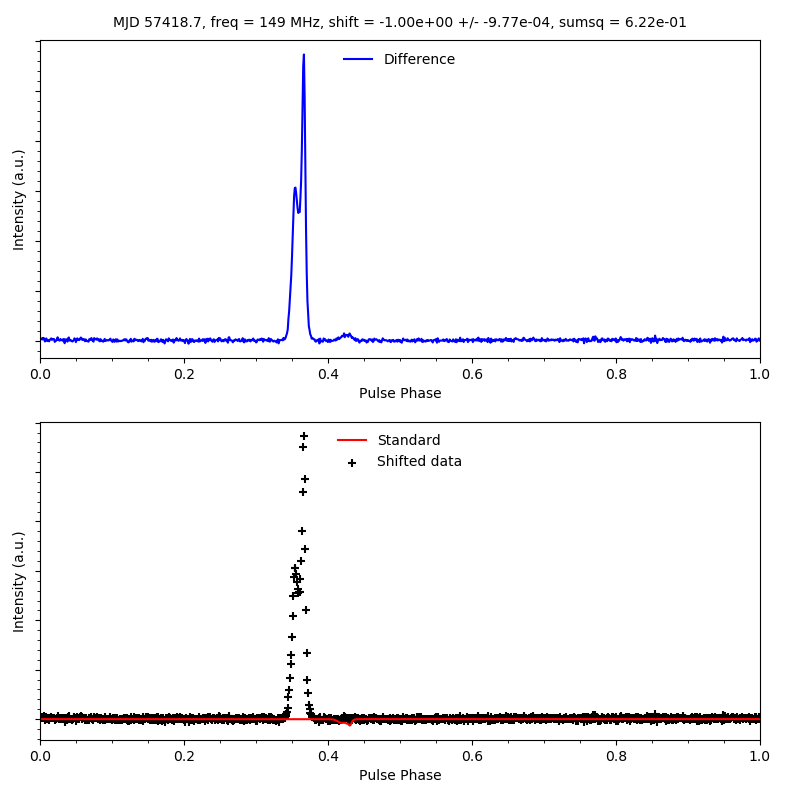 MJD 57418.7, freq = 149 MHz, shift = -1.00e+00 +/- -9.77e-04, sumsq = 6.22e-01
Difference
Intensity (a.u.)
0.0 0.2 0.4 0.6 0.8 1.0
Pulse Phase
Standard
Shifted data
Intensity (a.u.)
0.0 0.2 0.4 0.6 0.8 1.0
Pulse Phase